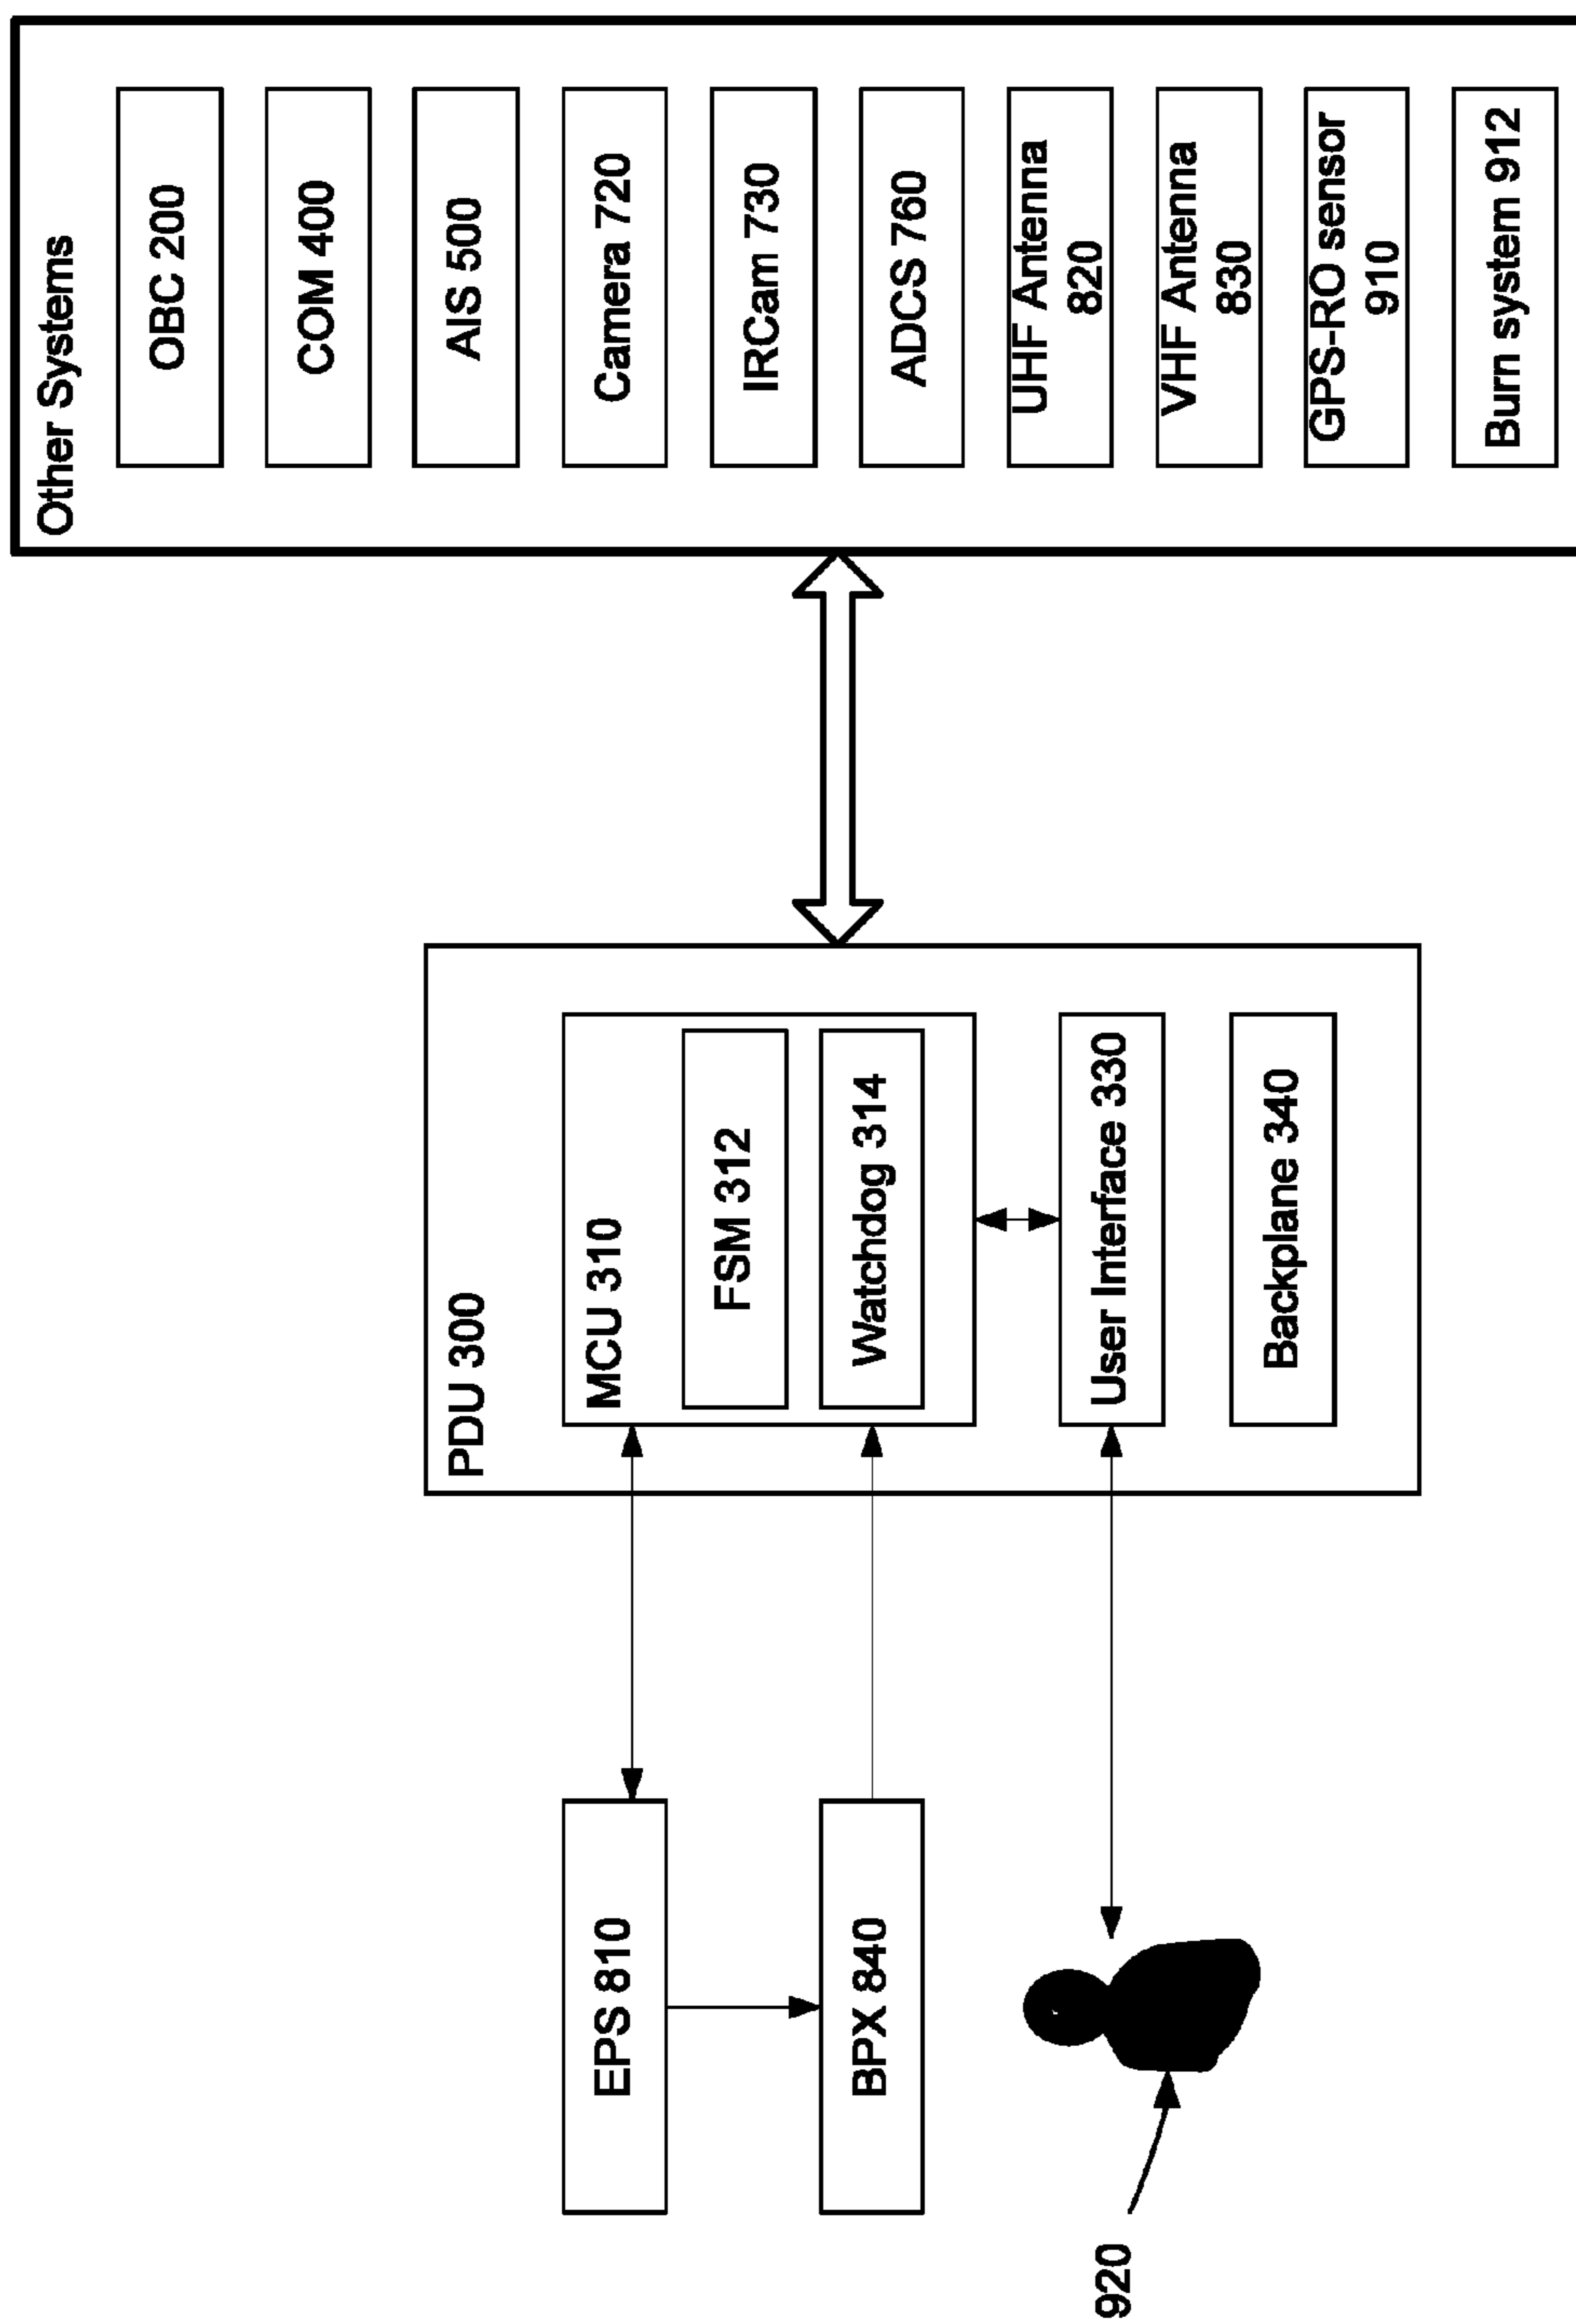 EPS 810
BPX 840
920
PDU 300
MCU 310
FSM 312
Watchdog 314
User Interface 330
Backplane 340
Other Systems
OBC 200
COM 400
AIS 500
Camera 720
IRCam 730
ADCS 760
UHF Antenna
820
VHF Antenna
830
GPS-RO sensor
910
Burn system 912